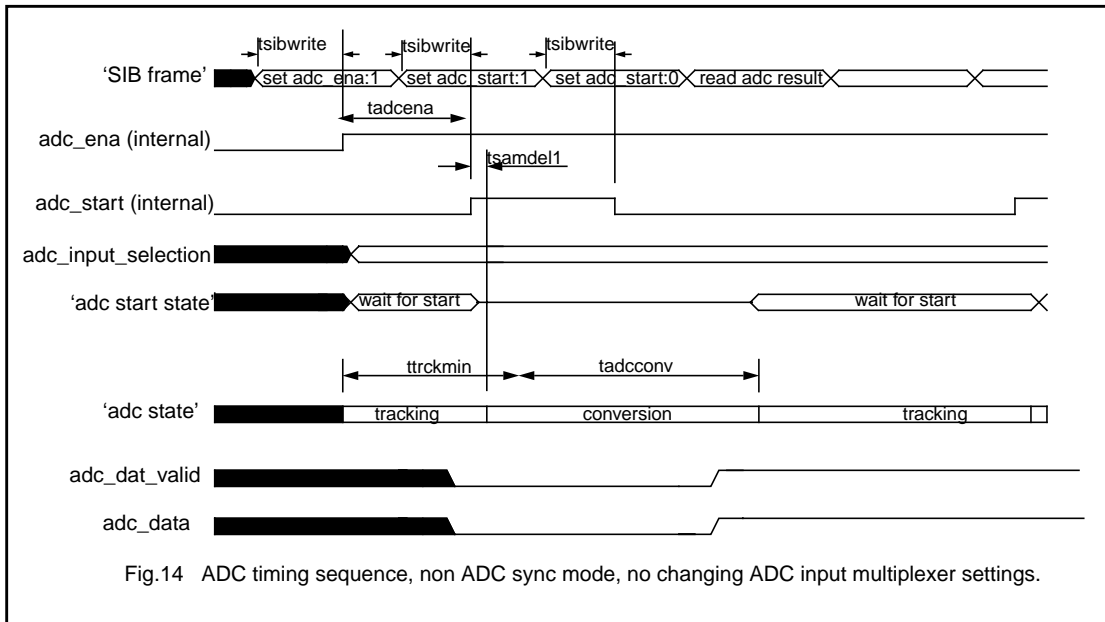 tsibwrite tsibwrite tsibwrite
‘SIB frame’ set adc_ena:1 set adc_start:1 set adc_start:0 read adc result
tadcena
adc_ena (internal)
tsamdel1
adc_start (internal)
adc_input_selection
‘adc start state’ wait for start wait for start
ttrckmin tadcconv
‘adc state’ tracking conversion tracking
adc_dat_valid
adc_data
Fig.14 ADC timing sequence, non ADC sync mode, no changing ADC input multiplexer settings.